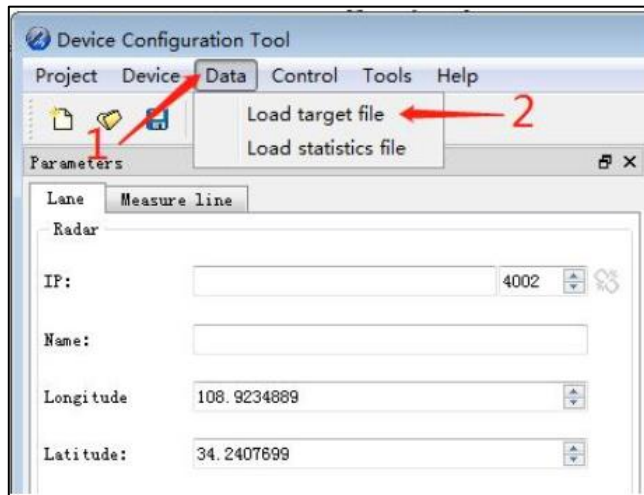 Device Configuration Tool
Project Device Data Control Tools Help
Load target file
2
1
Load statistics file
Parameters
Lane Measure line
Radar
IP: 4002
Name:
Longitude 108.9234889
Latitude: 34.2407699